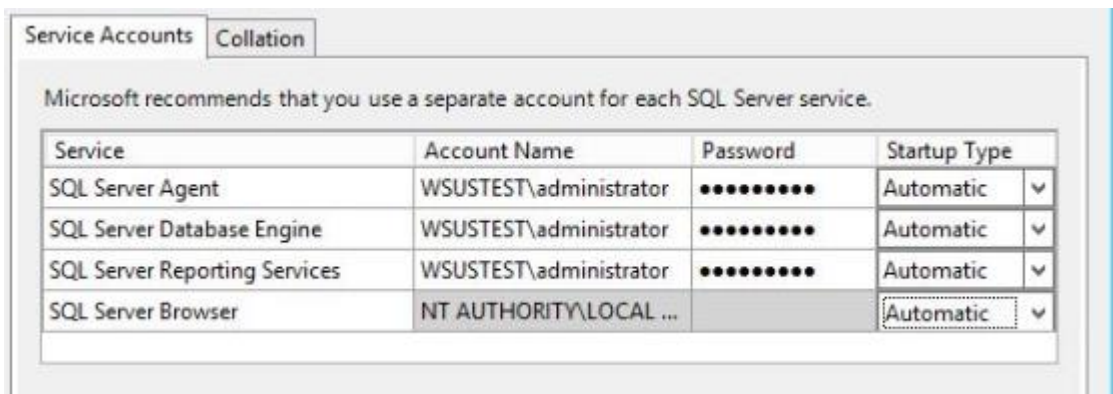 Service Accounts Collation
Microsoft recommends that you use a separate account for each SQL Server service.
Service Account Name Password Startup Type
SQL Server Agent WSUSTEST\administrator ●●●●●●●●● Automatic
SQL Server Database Engine WSUSTEST\administrator ●●●●●●●●● Automatic
SQL Server Reporting Services WSUSTEST\administrator ●●●●●●●●● Automatic
SQL Server Browser NT AUTHORITY\LOCAL ... Automatic